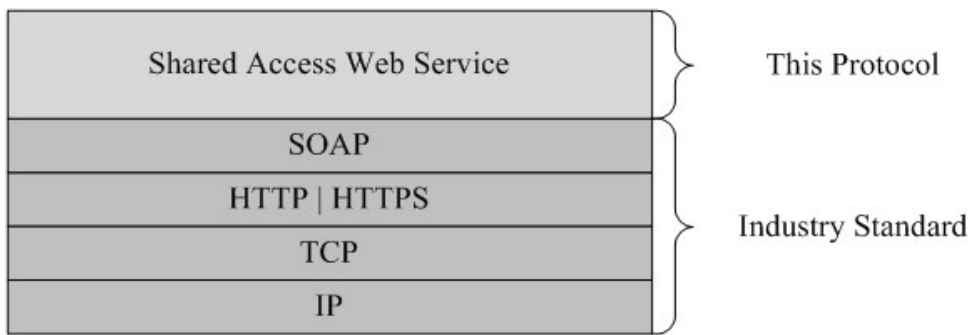 Shared Access Web Service
This Protocol
SOAP
HTTP | HTTPS
TCP
IP
Industry Standard